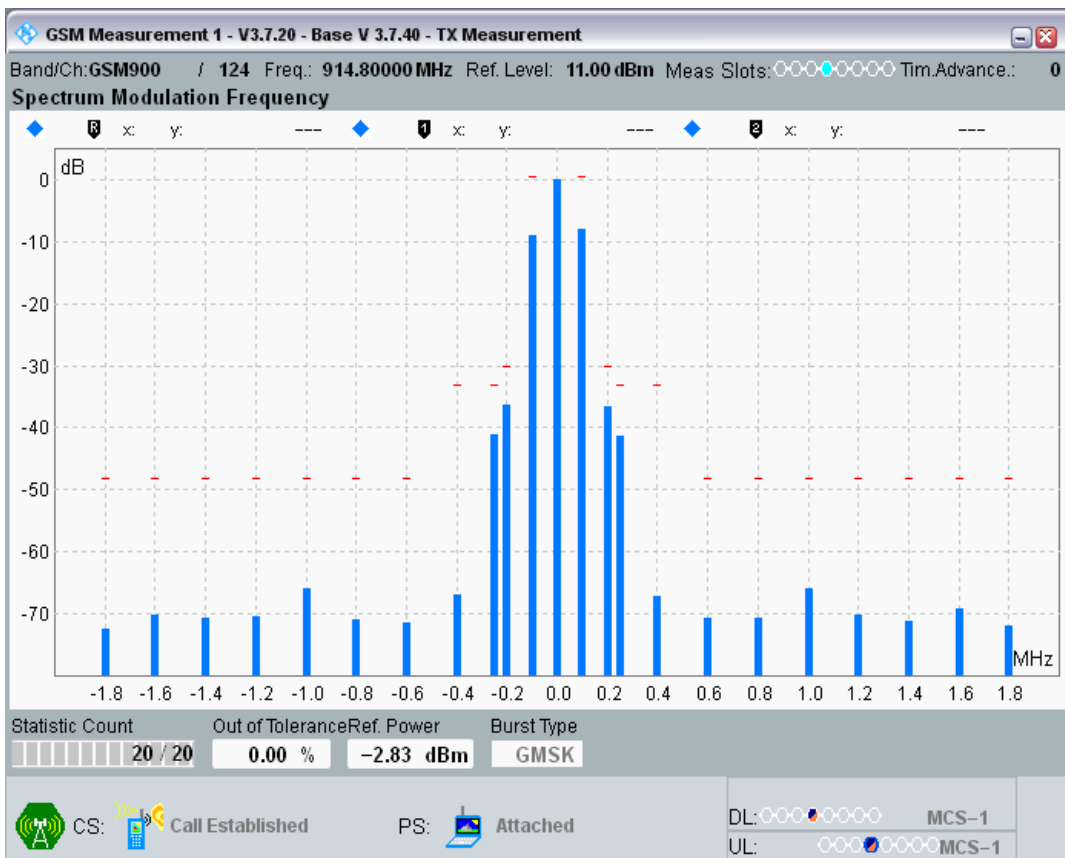 GSM Measurement 1 - V3.7.20 - Base V 3.7.40 - TX Measurement
Band/Ch:GSM900 / 124 Freq.: 914.80000 MHz Ref. Level: 11.00 dBm Meas Slots: Tim.Advance.: 0
Spectrum Modulation Frequency
R x: y: --- 1 x: y: --- 2 x: y: ---
dB
0
-10
-20
-30
-40
-50
-60
-70
MHz
-1.8 -1.6 -1.4 -1.2 -1.0 -0.8 -0.6 -0.4 -0.2 0.0 0.2 0.4 0.6 0.8 1.0 1.2 1.4 1.6 1.8
Statistic Count Out of Tolerance Ref. Power Burst Type
20 / 20 0.00 % -2.83 dBm GMSK
CS: Call Established PS: Attached DL: MCS-1
UL: MCS-1